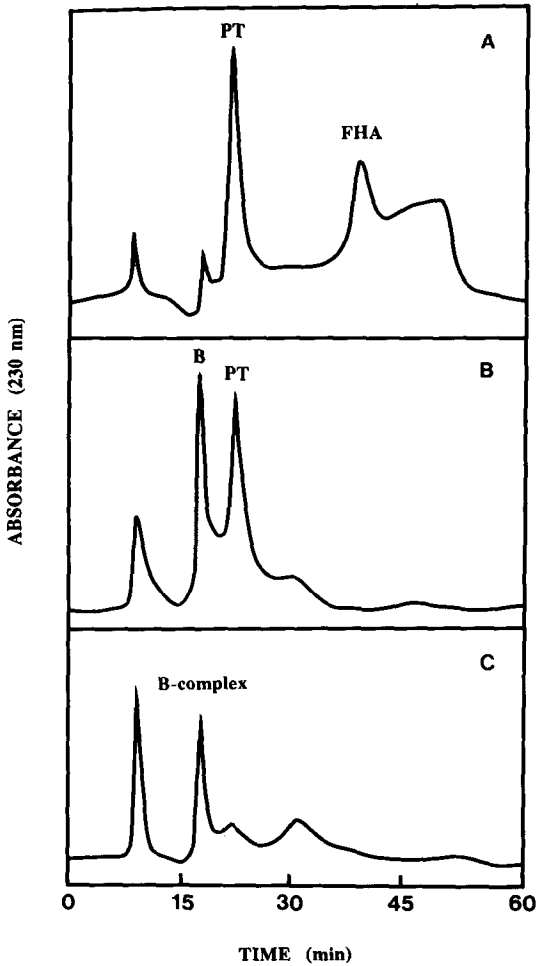 PT
A
FHA
B
PT
B
B-complex
C
ABSORBANCE (230 nm)
0 15 30 45 60
TIME (min)